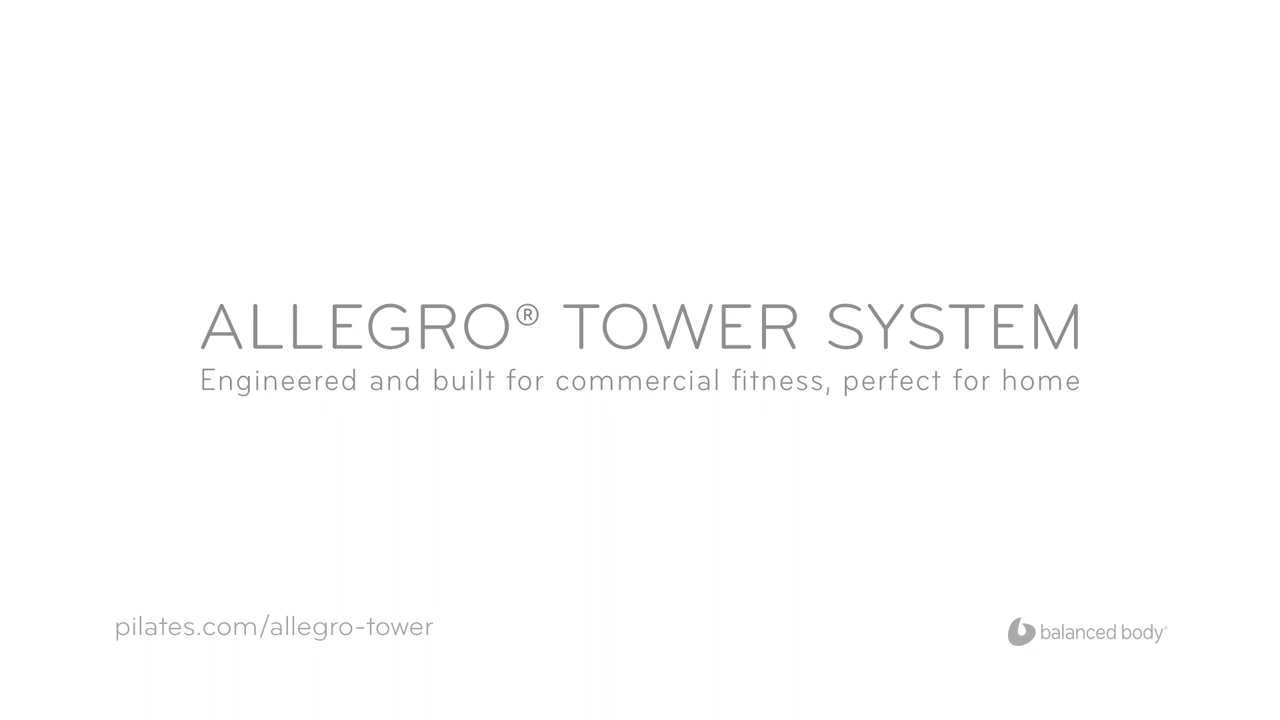 ALLEGRO® TOWER SYSTEM
Engineered and built for commercial fitness, perfect for home
pilates.com/allegro-tower
balanced body®